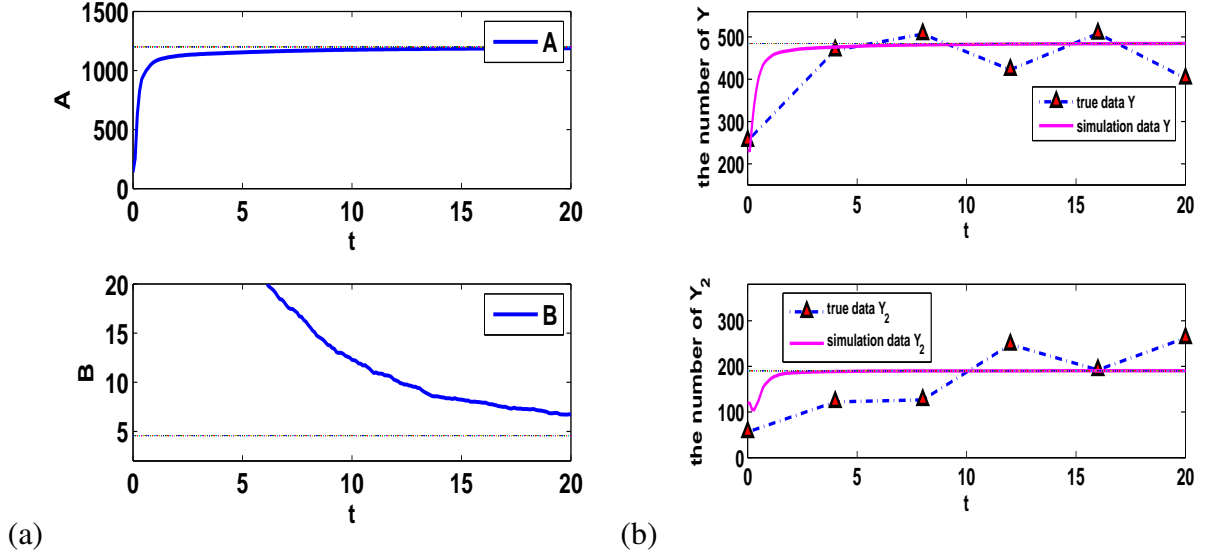 1500
1000
500
0
A
A
0
5
10
15
20
t
20
15
10
5
B
B
0
5
10
15
20
t
(a)
500
400
300
200
the number of Y
true data Y
simulation data Y
0
5
10
15
20
t
300
200
100
0
the number of Y2
true data Y2
simulation data Y2
0
5
10
15
20
t
(b)